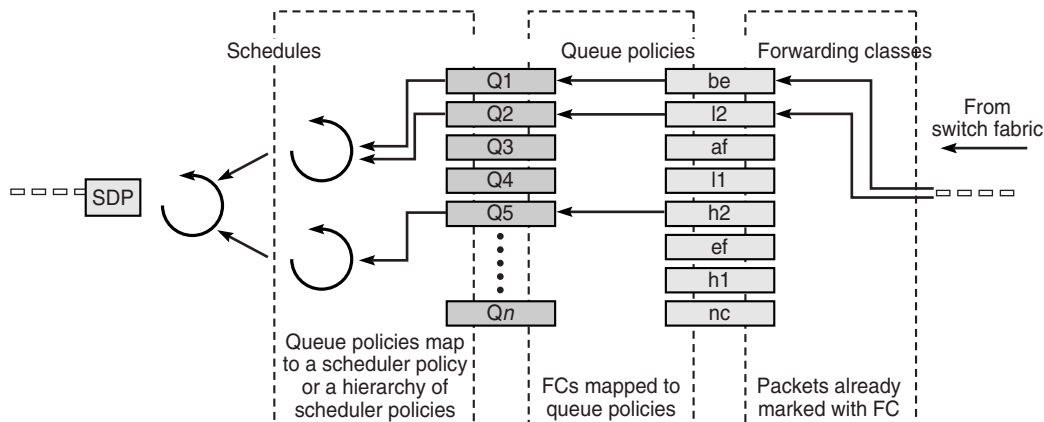 Schedules
Queue policies
Forwarding classes
Q1
be
Q2
l2
From
switch fabric
Q3
af
Q4
l1
SDP
Q5
h2
ef
h1
Qn
nc
Queue policies map
to a scheduler policy
or a hierarchy of
scheduler policies
FCs mapped to
queue policies
Packets already
marked with FC